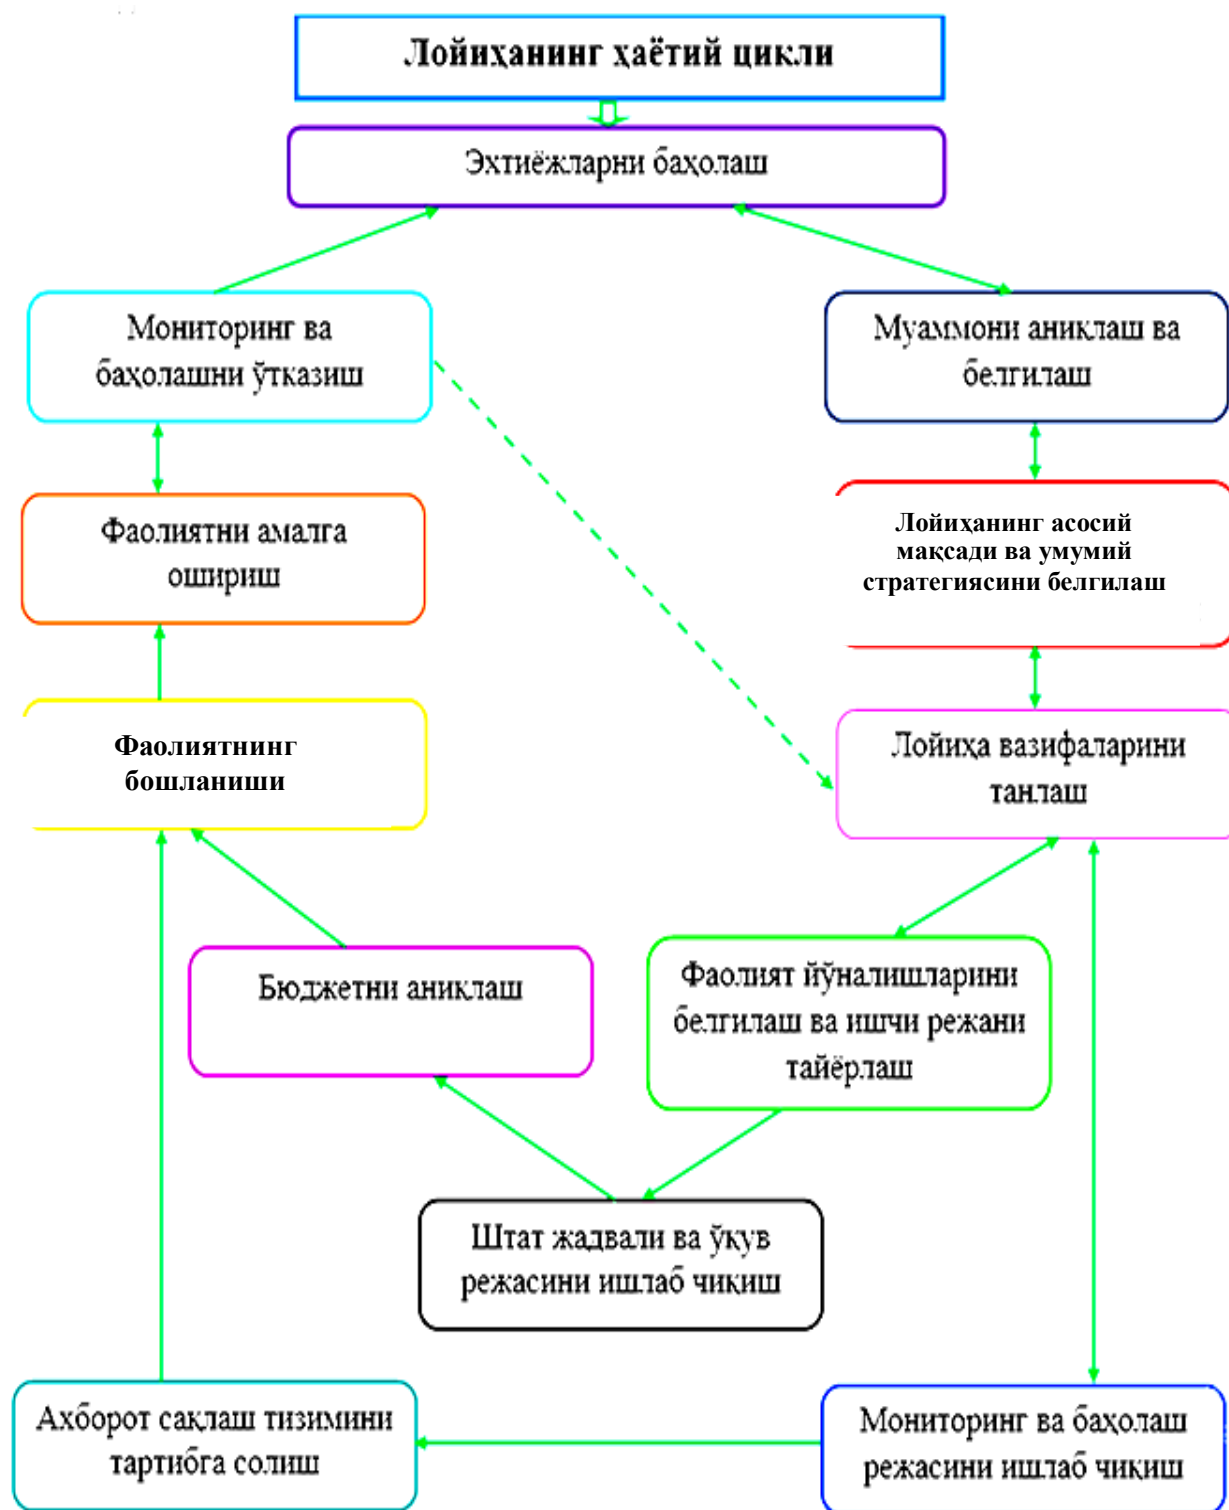 Лойиҳанинг ҳаётий цикли
Эхтиёжларни баҳолаш
Мониторинг ва
баҳолашни ўтказиш
Муаммони аниқлаш ва
белгилаш
Фаолиятни амалга
ошириш
Лойиҳанинг асосий
мақсади ва умумий
стратегиясини белгилаш
Фаолиятнинг
бошланиши
Лойиҳа вазифаларини
танлаш
Бюджетни аниқлаш
Фаолият йўналишларини
белгилаш ва ишчи режани
тайёрлаш
Штат жадвали ва ўқув
режасини ишлаб чиқиш
Ахборот сақлаш тизимини
тартибга солиш
Мониторинг ва баҳолаш
режасини ишлаб чиқиш